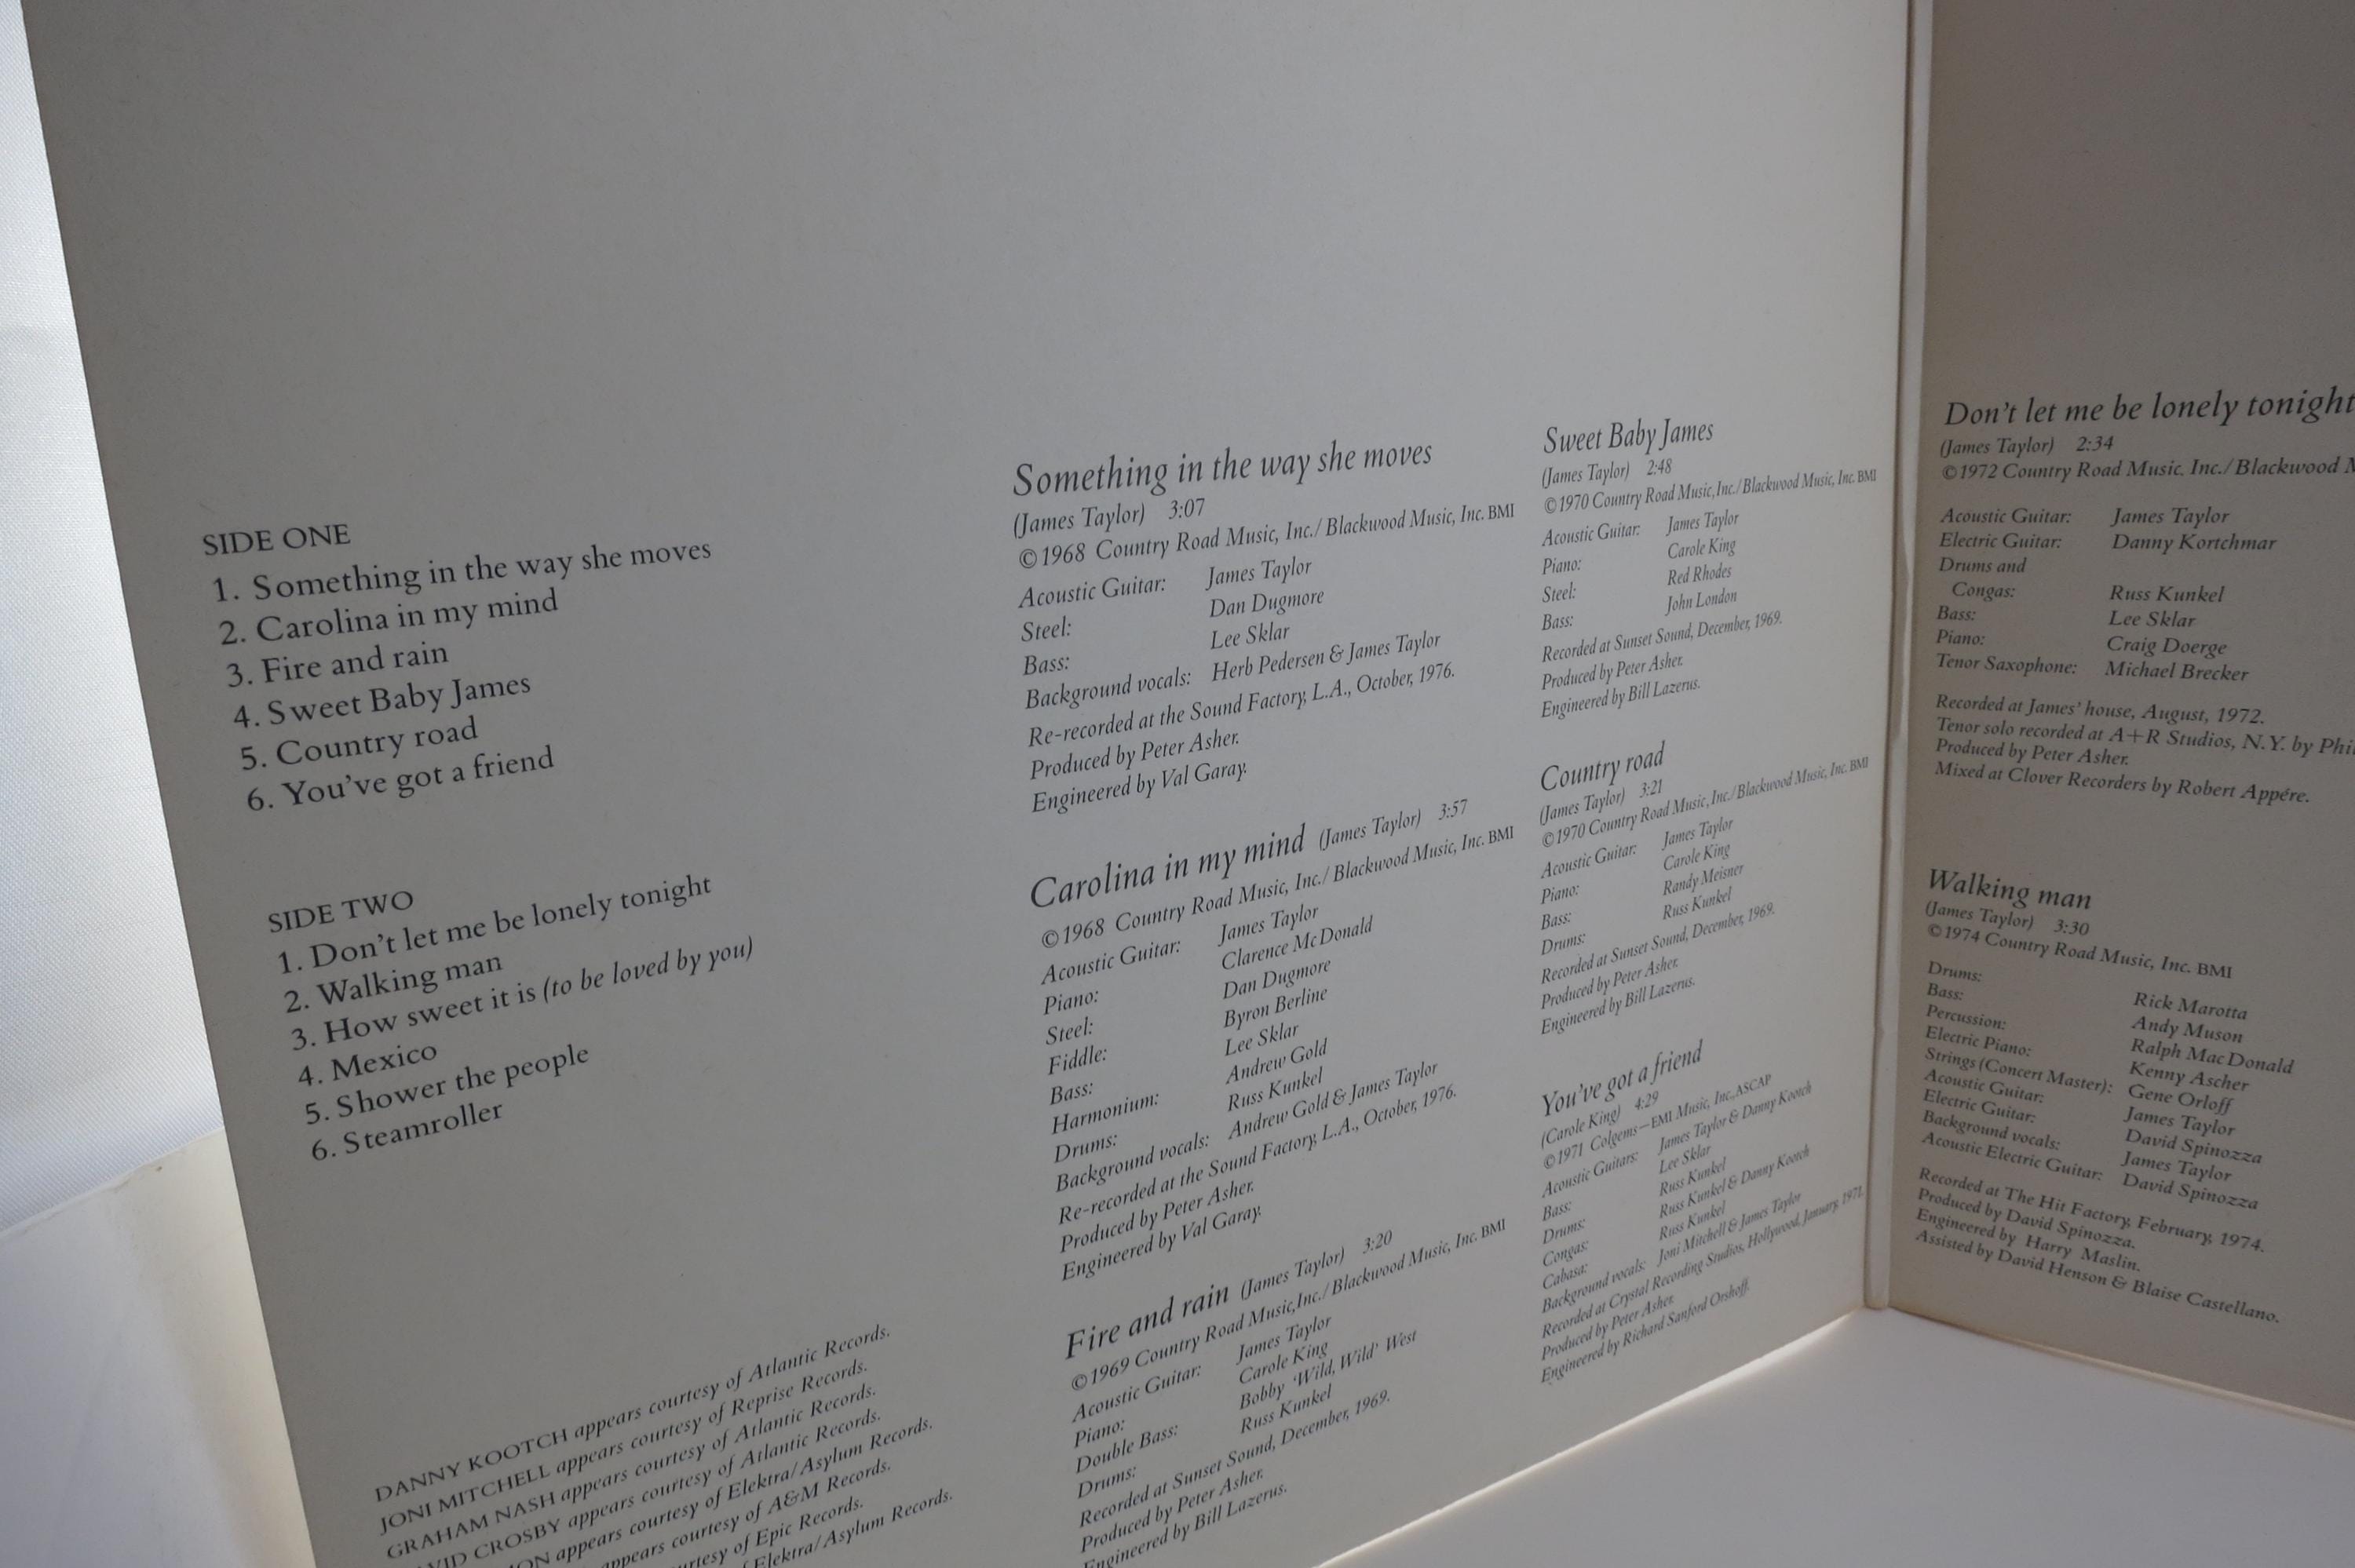 SIDE ONE
1. Something in the way she moves
2. Carolina in my mind
3. Fire and rain
4. Sweet Baby James
5. Country road
6. You've got a friend
SIDE TWO
1. Don't let me be lonely tonight
2. Walking man
3. How sweet it is (to be loved by you)
4. Mexico
5. Shower the people
6. Steamroller
DANNY KOOTCH appears courtesy of Atlantic Records.
JONI MITCHELL appears courtesy of Reprise Records.
GRAHAM NASH appears courtesy of Atlantic Records.
CROSBY appears courtesy of Atlantic Records.
appears courtesy of Elektra/Asylum Records.
appears courtesy of A&M Records.
of Epic Records.
Elektra/Asylum Records.
Something in the way she moves
(James Taylor) 3:07
©1968 Country Road Music, Inc./Blackwood Music, Inc. BMI
Acoustic Guitar: James Taylor
Steel: Dan Dugmore
Bass: Lee Sklar
Background vocals: Herb Pedersen & James Taylor
Re-recorded at the Sound Factory, L.A., October, 1976.
Produced by Peter Asher.
Engineered by Val Garay.
Carolina in my mind (James Taylor) 3:57
©1968 Country Road Music, Inc./Blackwood Music, Inc. BMI
Acoustic Guitar: James Taylor
Piano: Clarence McDonald
Steel: Dan Dugmore
Fiddle: Byron Berline
Bass: Lee Sklar
Harmonium: Andrew Gold
Drums: Russ Kunkel
Background vocals: Andrew Gold & James Taylor
Re-recorded at the Sound Factory, L.A., October, 1976.
Produced by Peter Asher.
Engineered by Val Garay.
Fire and rain (James Taylor) 3:20
©1969 Country Road Music, Inc./Blackwood Music, Inc. BMI
Acoustic Guitar: James Taylor
Piano: Carole King
Double Bass: Bobby 'Wild, Wild' West
Drums: Russ Kunkel
Recorded at Sunset Sound, December, 1969.
Produced by Peter Asher.
Engineered by Bill Lazerus.
Sweet Baby James
(James Taylor) 2:48
©1970 Country Road Music, Inc./Blackwood Music, Inc. BMI
Acoustic Guitar: James Taylor
Piano: Carole King
Steel: Red Rhodes
Bass: John London
Recorded at Sunset Sound, December, 1969.
Produced by Peter Asher.
Engineered by Bill Lazerus.
Country road
(James Taylor) 3:21
©1970 Country Road Music, Inc./Blackwood Music, Inc. BMI
Acoustic Guitar: James Taylor
Piano: Carole King
Bass: Randy Meisner
Drums: Russ Kunkel
Recorded at Sunset Sound, December, 1969.
Produced by Peter Asher.
Engineered by Bill Lazerus.
You've got a friend
(Carole King) 4:29
©1971 Colgems—EMI Music, Inc., ASCAP
Acoustic Guitars: James Taylor & Danny Kootch
Bass: Lee Sklar
Drums: Russ Kunkel
Congas: Russ Kunkel & Danny Kootch
Cabasa: Russ Kunkel
Background vocals: Joni Mitchell & James Taylor
Recorded at Crystal Recording Studios, Hollywood, January, 1971.
Produced by Peter Asher.
Engineered by Richard Sanford Orshoff.
Don't let me be lonely tonight
(James Taylor) 2:34
©1972 Country Road Music. Inc./Blackwood
Acoustic Guitar: James Taylor
Electric Guitar: Danny Kortchmar
Drums and
Congas: Russ Kunkel
Bass: Lee Sklar
Piano: Craig Doerge
Tenor Saxophone: Michael Brecker
Recorded at James' house, August, 1972.
Tenor solo recorded at A+R Studios, N.Y. by
Produced by Peter Asher.
Mixed at Clover Recorders by Robert Appére.
Walking man
(James Taylor) 3:30
©1974 Country Road Music, Inc. BMI
Drums: Rick Marotta
Bass: Andy Muson
Percussion: Ralph MacDonald
Electric Piano: Kenny Ascher
Strings (Concert Master): Gene Orloff
Acoustic Guitar: James Taylor
Electric Guitar: David Spinozza
Background vocals: James Taylor
Acoustic Electric Guitar: David Spinozza
Recorded at The Hit Factory, February, 1974.
Produced by David Spinozza.
Engineered by Harry Maslin.
Assisted by David Henson & Blaise Castellano.